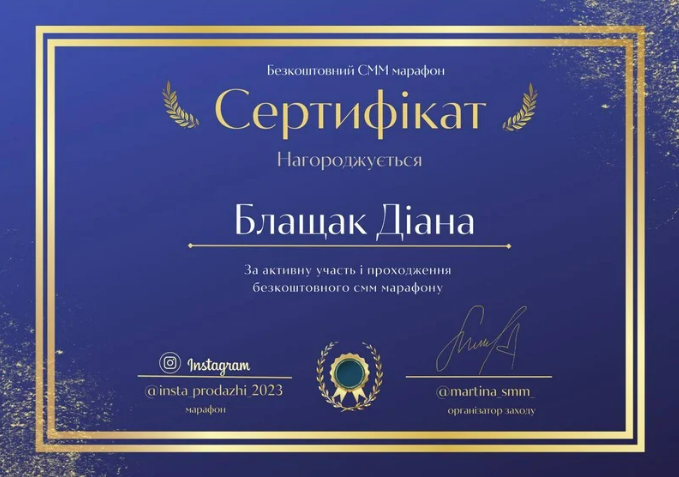 Безкоштовний СММ марафон
Сертифікат
Нагороджується
Блащак Діана
За активну участь і проходження
безкоштовного смм марафону
Instagram
@insta_prodazhi_2023
марафон
@martina_smm_
організатор заходу